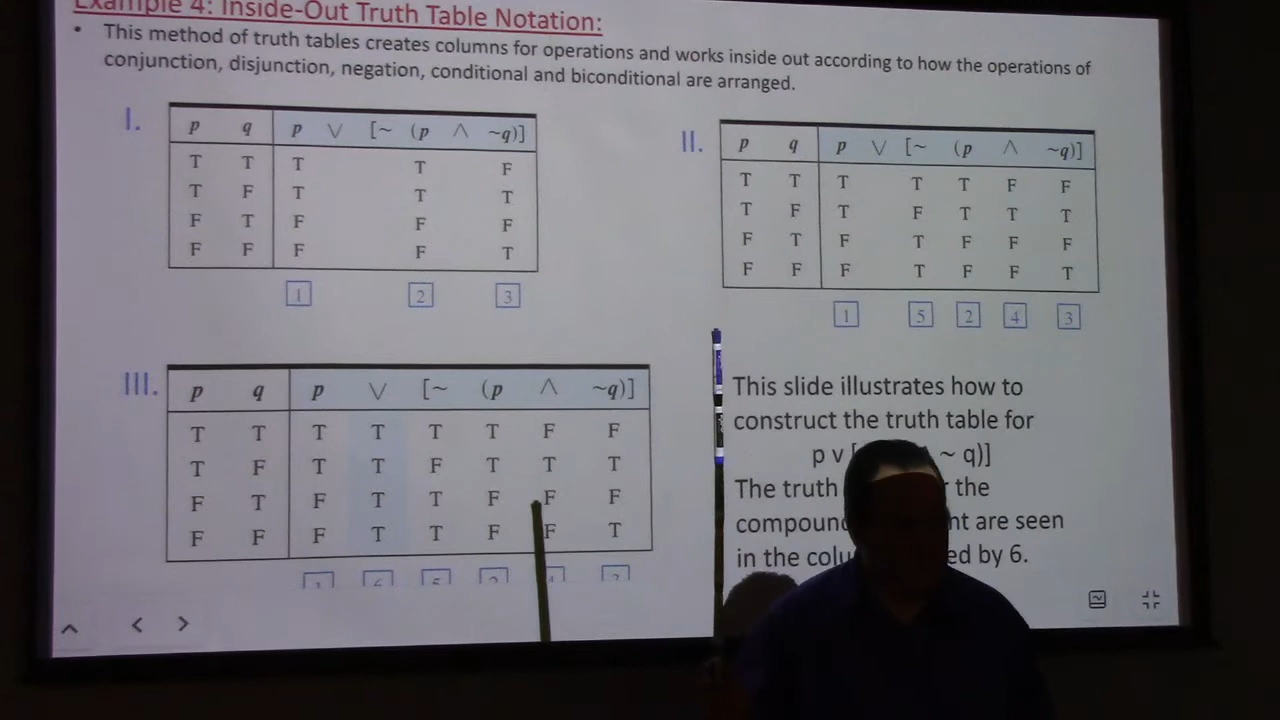 Example 4: Inside-Out Truth Table Notation:
• This method of truth tables creates columns for operations and works inside out according to how the operations of
conjunction, disjunction, negation, conditional and biconditional are arranged.
I.
p q p ∨ [~ (p ∧ ~q)]
T T T T F
T F T T T
F T F F F
F F F F T
1 2 3
II.
p q p ∨ [~ (p ∧ ~q)]
T T T T T F F
T F T F T T T
F T F T F F F
F F F T F F T
1 5 2 4 3
III.
p q p ∨ [~ (p ∧ ~q)]
T T T T T T F F
T F T T F T T T
F T F T T F F F
F F F T T F F T
This slide illustrates how to
construct the truth table for
p v [ ~ q)]
The truth the
compound are seen
in the by 6.